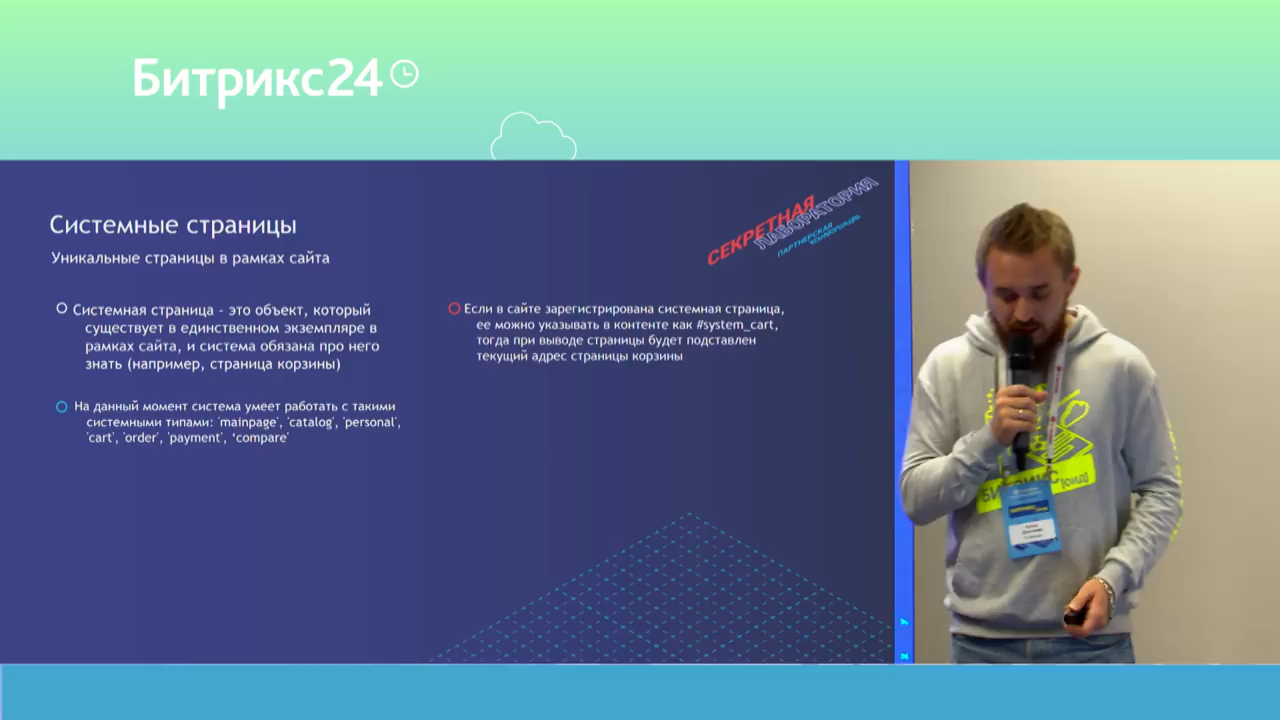 Битрикс24
СЕКРЕТНАЯ
ЛАБОРАТОРИЯ
ПАРТНЕРСКАЯ
Системные страницы
Уникальные страницы в рамках сайта
Системная страница - это объект, который
существует в единственном экземпляре в
рамках сайта, и система обязана про него
знать (например, страница корзины)
На данный момент система умеет работать с такими
системными типами: 'mainpage', 'catalog', 'personal',
'cart', 'order', 'payment', ‘compare'
Если в сайте зарегистрирована системная страница,
ее можно указывать в контенте как #system_cart,
тогда при выводе страницы будет подставлен
текущий адрес страницы корзины